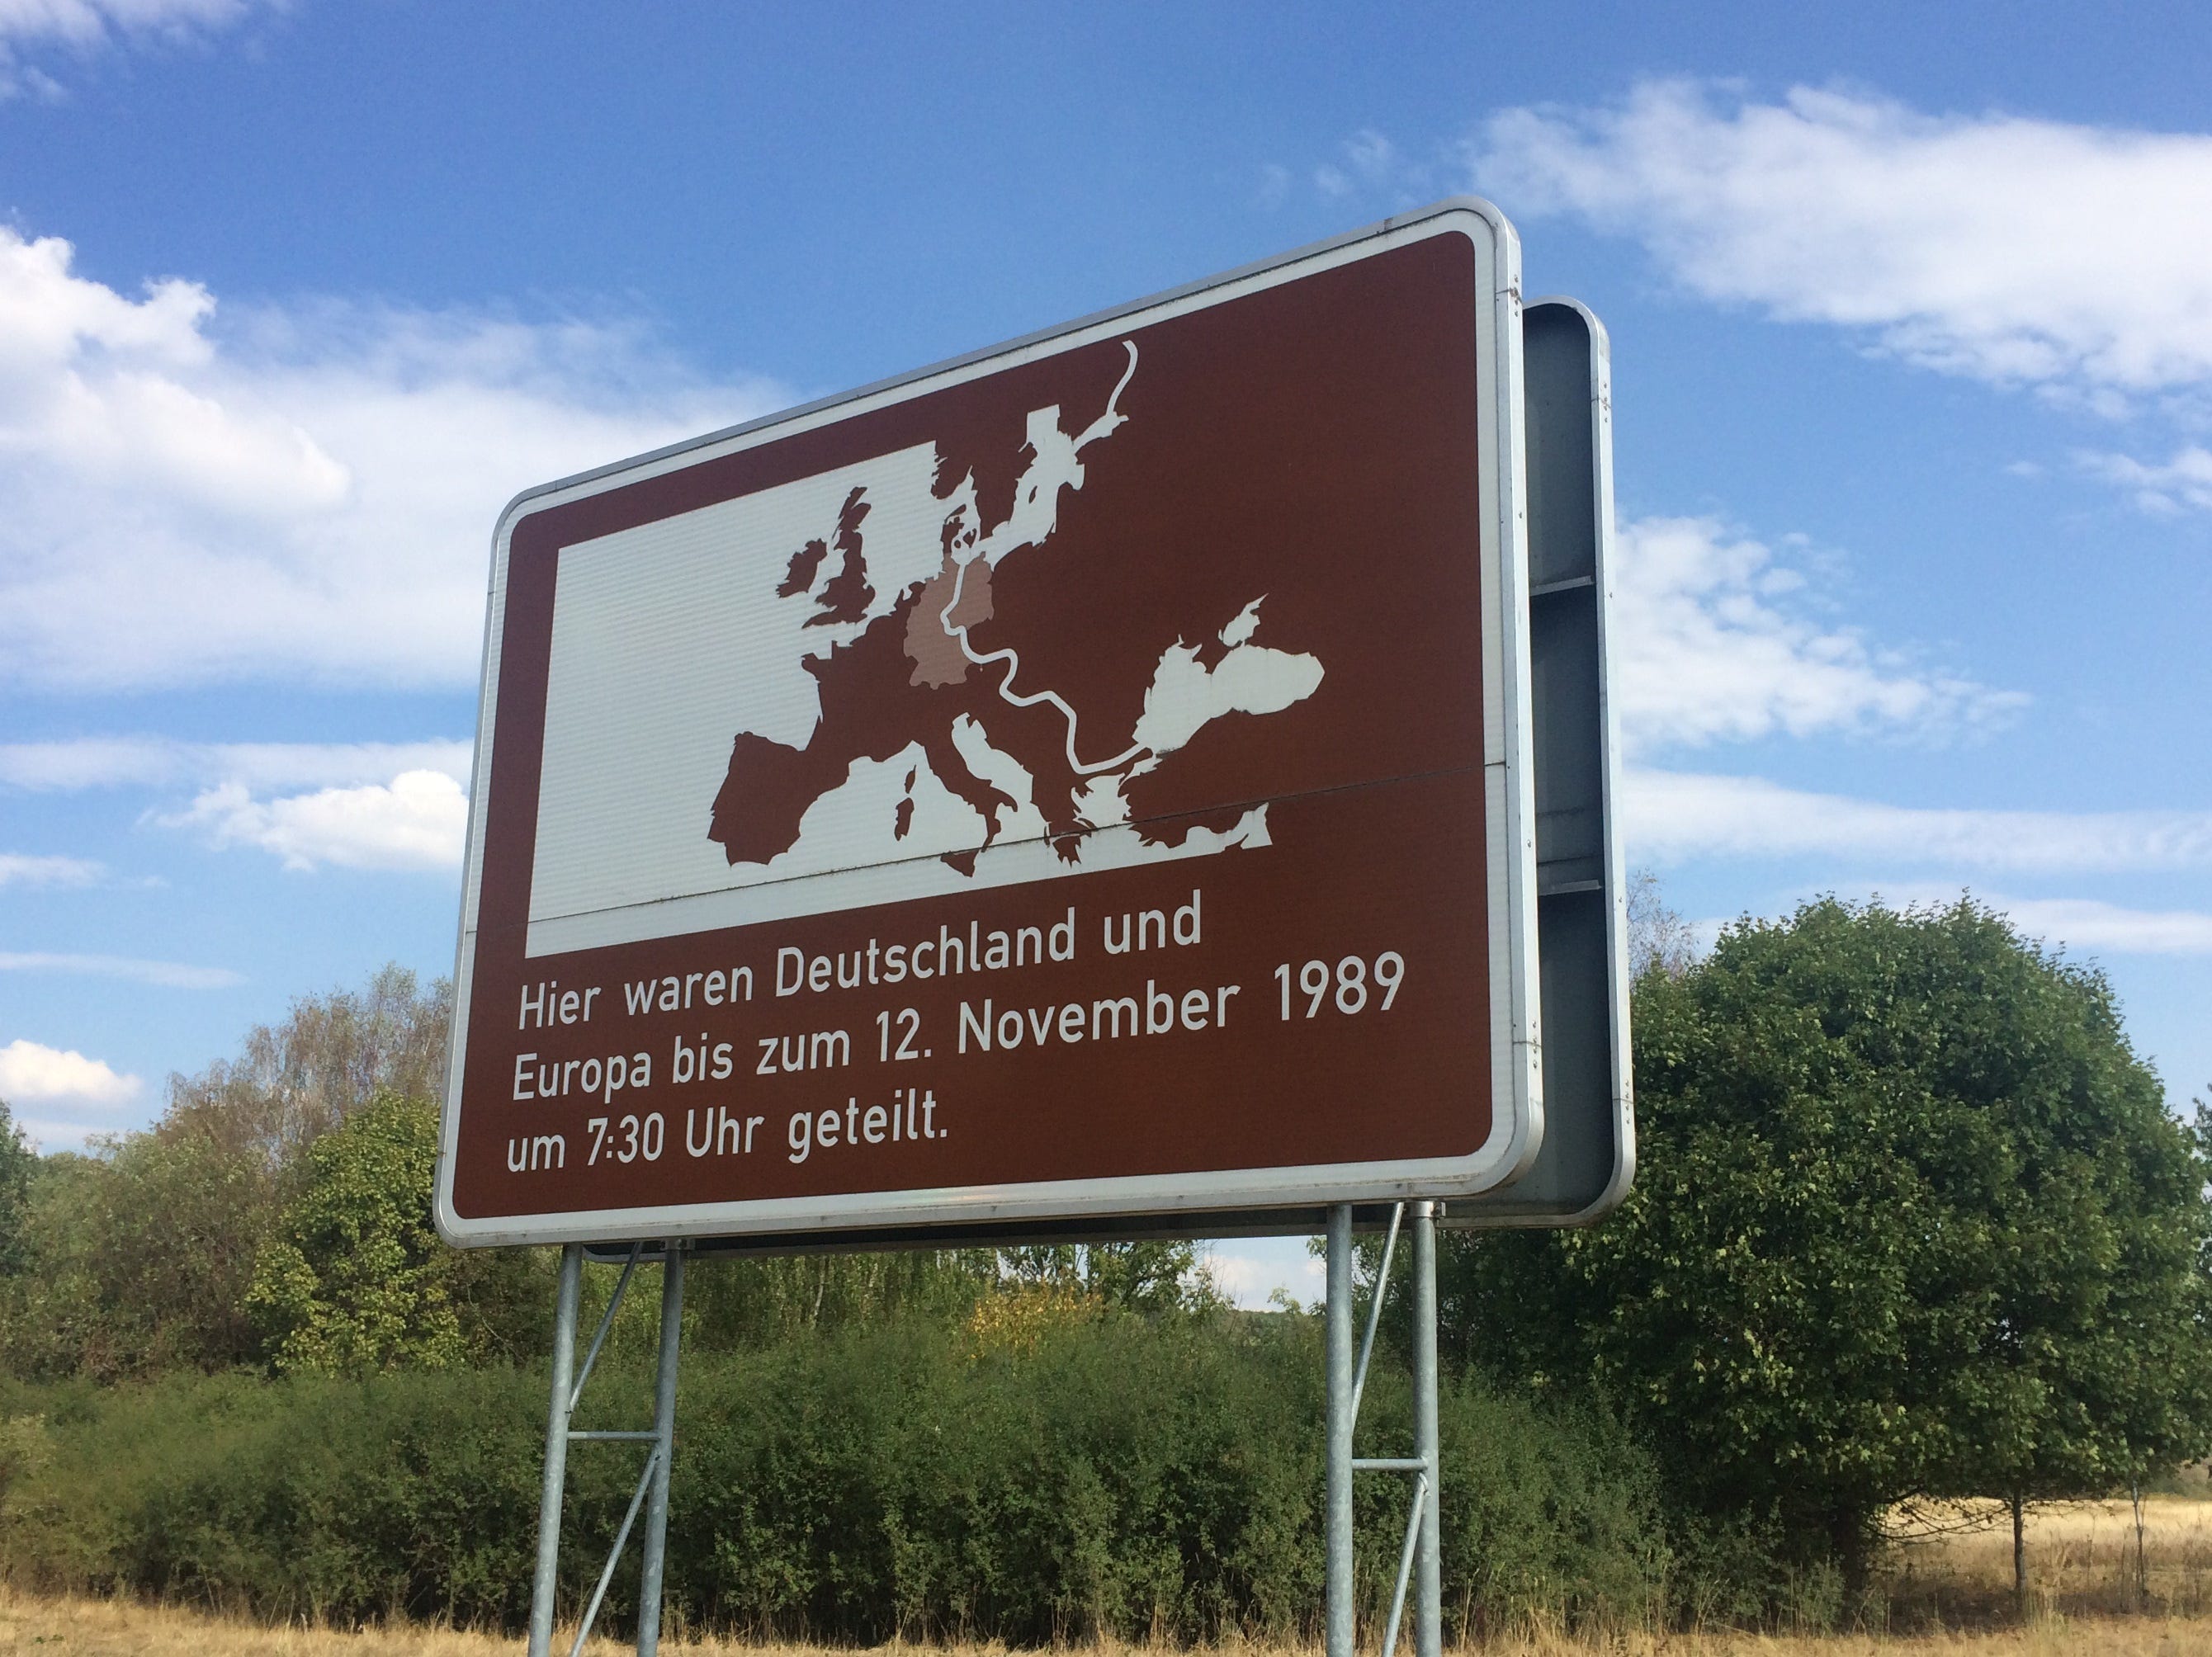 Hier waren Deutschland und
Europa bis zum 12. November 1989
um 7:30 Uhr geteilt.